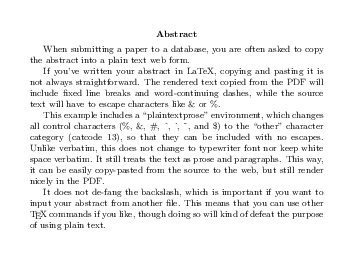 Abstract
When submitting a paper to a database, you are often asked to copy
the abstract into a plain text web form.
If you've written your abstract in LaTeX, copying and pasting it is
not always straightforward. The rendered text copied from the PDF will
include fixed line breaks and word-continuing dashes, while the source
text will have to escape characters like & or %.
This example includes a “plaintextprose” environment, which changes
all control characters (%, &, #, ^, _, ~, and $) to the “other” character
category (catcode 13), so that they can be included with no escapes.
Unlike verbatim, this does not change to typewriter font nor keep white
space verbatim. It still treats the text as prose and paragraphs. This way,
it can be easily copy-pasted from the source to the web, but still render
nicely in the PDF.
It does not de-fang the backslash, which is important if you want to
input your abstract from another file. This means that you can use other
TEX commands if you like, though doing so will kind of defeat the purpose
of using plain text.